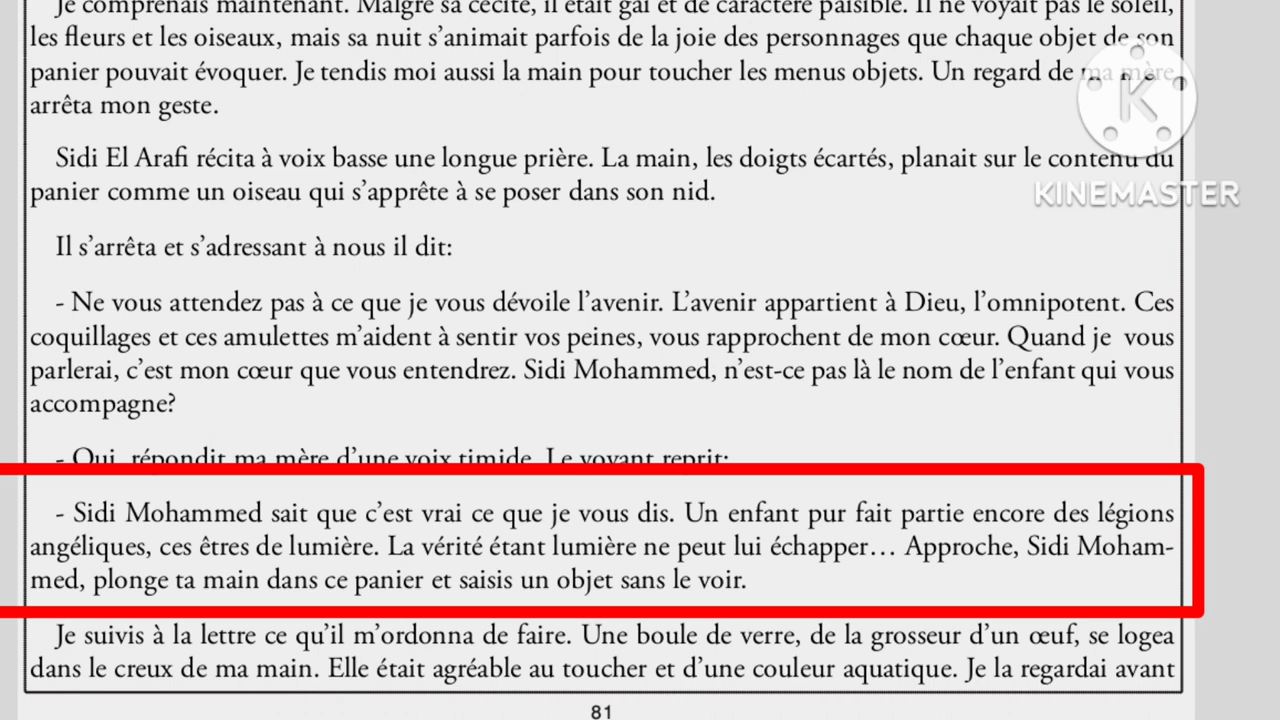 Je comprenais maintenant. Malgré sa cécité, il était gai et de caractère paisible. Il ne voyait pas le soleil,
les fleurs et les oiseaux, mais sa nuit s’animait parfois de la joie des personnages que chaque objet de son
panier pouvait évoquer. Je tendis moi aussi la main pour toucher les menus objets. Un regard de ma mère
arrêta mon geste.
Sidi El Arafi récita à voix basse une longue prière. La main, les doigts écartés, planait sur le contenu du
panier comme un oiseau qui s’apprête à se poser dans son nid.
KINEMASTER
Il s’arrêta et s’adressant à nous il dit:
- Ne vous attendez pas à ce que je vous dévoile l’avenir. L’avenir appartient à Dieu, l’omnipotent. Ces
coquillages et ces amulettes m’aident à sentir vos peines, vous rapprochent de mon cœur. Quand je vous
parlerai, c’est mon cœur que vous entendrez. Sidi Mohammed, n’est-ce pas là le nom de l’enfant qui vous
accompagne?
- Oui, répondit ma mère d’une voix timide. Le voyant reprit:
- Sidi Mohammed sait que c’est vrai ce que je vous dis. Un enfant pur fait partie encore des légions
angéliques, ces êtres de lumière. La vérité étant lumière ne peut lui échapper… Approche, Sidi Moham-
med, plonge ta main dans ce panier et saisis un objet sans le voir.
Je suivis à la lettre ce qu’il m’ordonna de faire. Une boule de verre, de la grosseur d’un œuf, se logea
dans le creux de ma main. Elle était agréable au toucher et d’une couleur aquatique. Je la regardai avant
81